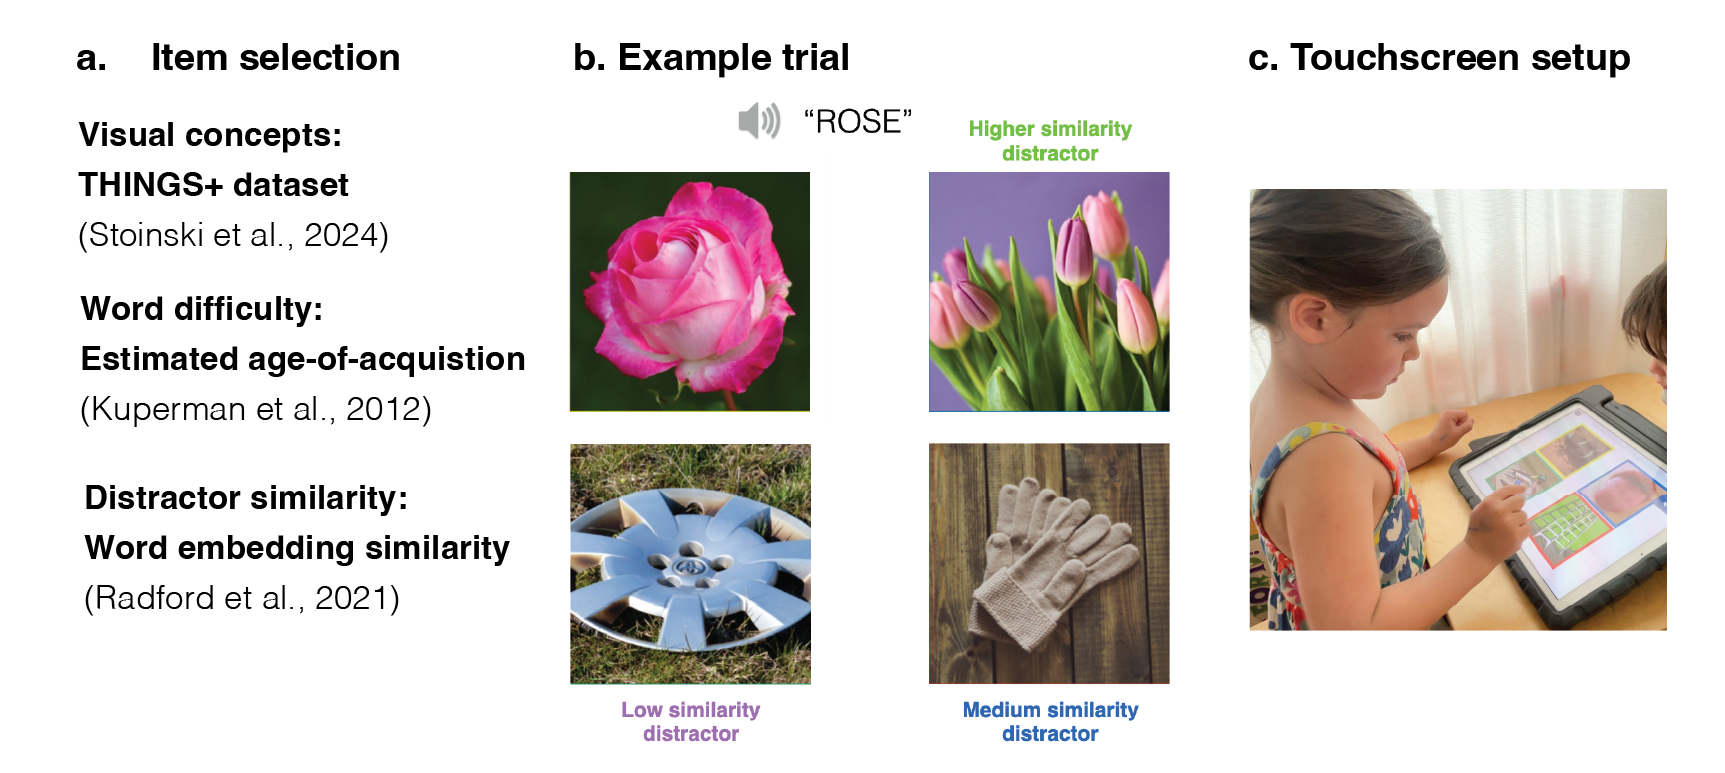 a. Item selection
Visual concepts:
THINGS+ dataset
(Stoinski et al., 2024)
Word difficulty:
Estimated age-of-acquistion
(Kuperman et al., 2012)
Distractor similarity:
Word embedding similarity
(Radford et al., 2021)
b. Example trial
“ROSE”
Higher similarity
distractor
Low similarity
distractor
Medium similarity
distractor
c. Touchscreen setup